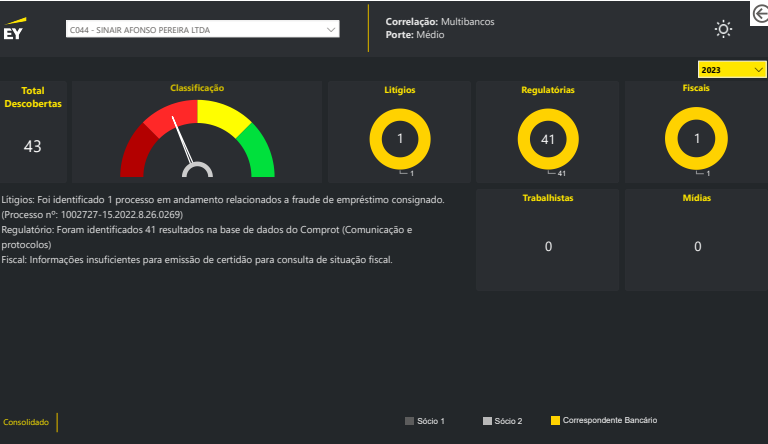 EY
C044 - SINAIR AFONSO PEREIRA LTDA
Correlação: Multibancos
Porte: Médio
2023
Total
Descobertas
43
Classificação
Litígios
1
1
Regulatórias
41
41
Fiscais
1
1
Litígios: Foi identificado 1 processo em andamento relacionados a fraude de empréstimo consignado.
(Processo nº: 1002727-15.2022.8.26.0269)
Regulatório: Foram identificados 41 resultados na base de dados do Comprot (Comunicação e
protocolos)
Fiscal: Informações insuficientes para emissão de certidão para consulta de situação fiscal.
Trabalhistas
0
Mídias
0
Consolidado
Sócio 1
Sócio 2
Correspondente Bancário